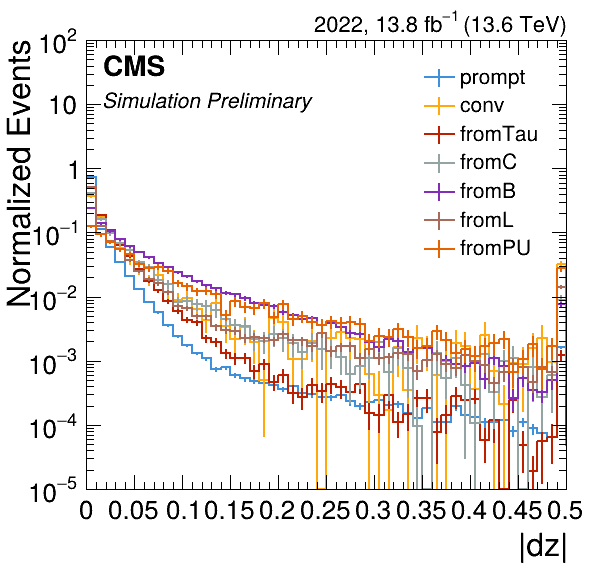 2022, 13.8 fb⁻¹ (13.6 TeV)
CMS
Simulation Preliminary
Normalized Events
10²
10
1
10⁻¹
10⁻²
10⁻³
10⁻⁴
10⁻⁵
prompt
conv
fromTau
fromC
fromB
fromL
fromPU
0 0.05 0.1 0.15 0.2 0.25 0.3 0.35 0.4 0.45 0.5
|dz|